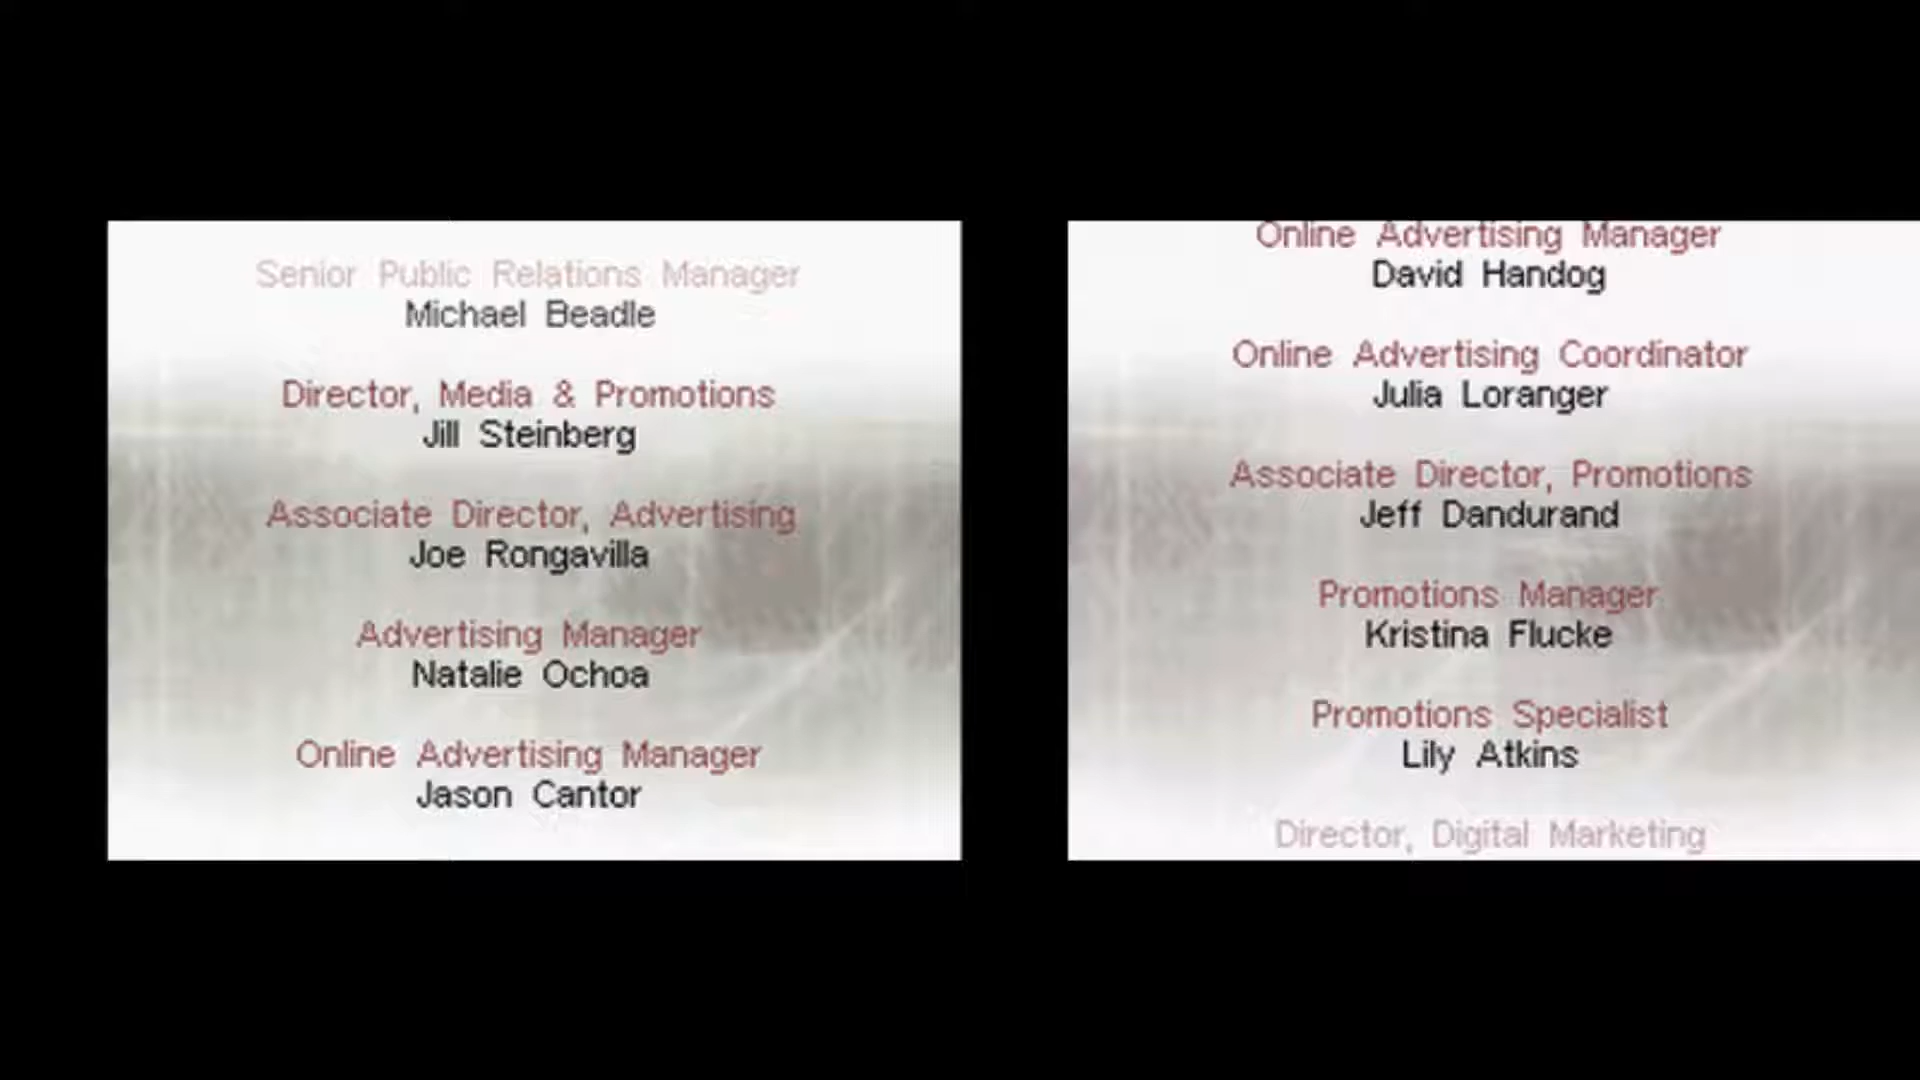 Senior Public Relations Manager
Michael Beadle
Director, Media & Promotions
Jill Steinberg
Associate Director, Advertising
Joe Rongavilla
Advertising Manager
Natalie Ochoa
Online Advertising Manager
Jason Cantor
Online Advertising Manager
David Handog
Online Advertising Coordinator
Julia Loranger
Associate Director, Promotions
Jeff Dandurand
Promotions Manager
Kristina Flucke
Promotions Specialist
Lily Atkins
Director, Digital Marketing